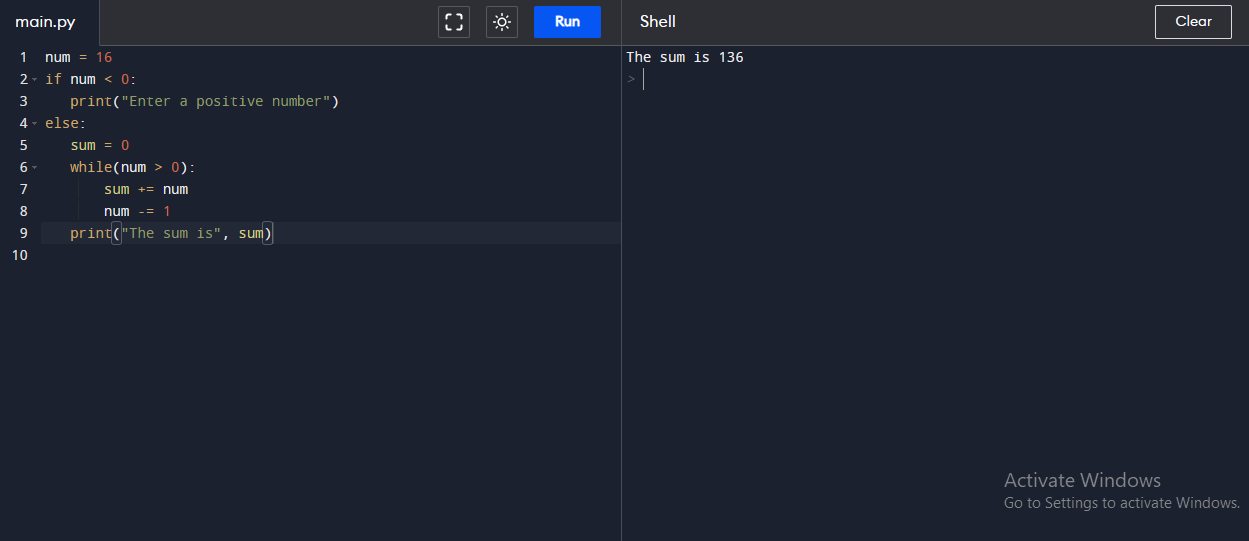 main.py
Run
Shell
Clear
1 num = 16
2 if num < 0:
3    print("Enter a positive number")
4 else:
5    sum = 0
6    while(num > 0):
7        sum += num
8        num -= 1
9    print("The sum is", sum)
10
The sum is 136
>
Activate Windows
Go to Settings to activate Windows.